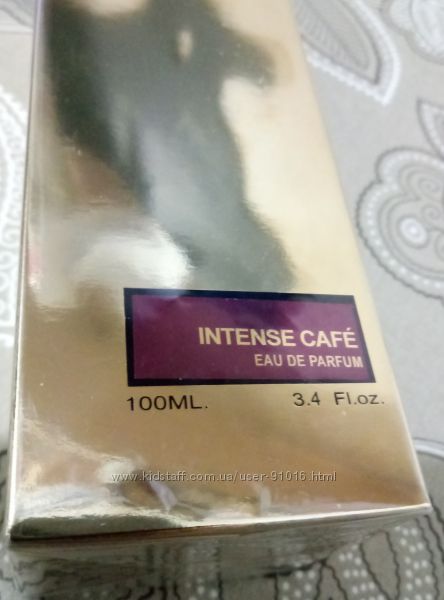 INTENSE CAFÉ
EAU DE PARFUM
100ML. 3.4 Fl.oz.
www.kidstaff.com.ua/user-91016.html